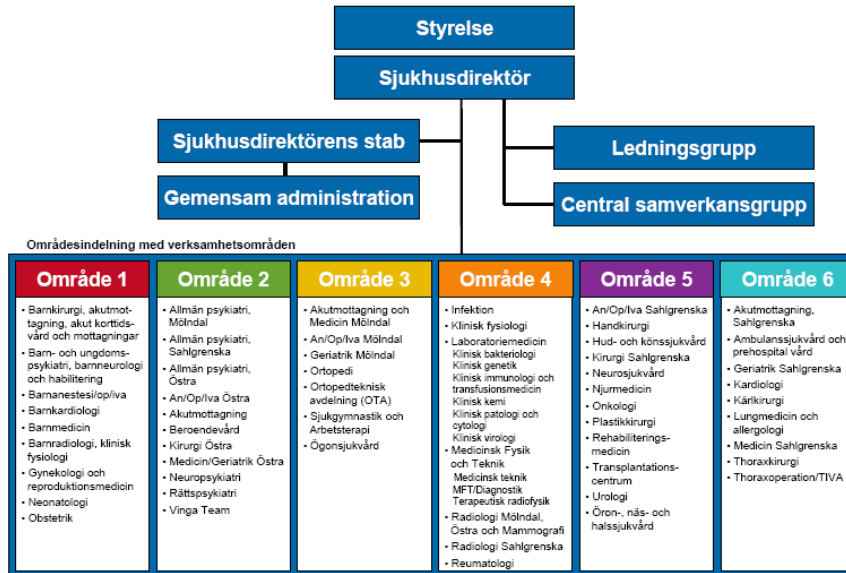 Styrelse
Sjukhusdirektör
Sjukhusdirektörens stab
Ledningsgrupp
Gemensam administration
Central samverkansgrupp
Områdesindelning med verksamhetsområden
Område 1
• Barnkirurgi, akutmot-
tagning, akut korttids-
vård och mottagningar
• Barn- och ungdoms-
psykiatri, barnneurologi
och habilitering
• Barnanestesi/op/iva
• Barnkardiologi
• Barnmedicin
• Barnradiologi, klinisk
fysiologi
• Gynekologi och
reproduktionsmedicin
• Neonatologi
• Obstetrik
Område 2
• Allmän psykiatri,
Mölndal
• Allmän psykiatri,
Sahlgrenska
• Allmän psykiatri,
Östra
• An/Op/Iva Östra
• Akutmottagning
• Beroendevård
• Kirurgi Östra
• Medicin/Geriatrik Östra
• Neuropsykiatri
• Rättspsykiatri
• Vinga Team
Område 3
• Akutmottagning och
Medicin Mölndal
• An/Op/Iva Mölndal
• Geriatrik Mölndal
• Ortopedi
• Ortopedteknisk
avdelning (OTA)
• Sjukgymnastik och
Arbetsterapi
• Ögonsjukvård
Område 4
• Infektion
• Klinisk fysiologi
• Laboratoriemedicin
Klinisk bakteriologi
Klinisk genetik
Klinisk immunologi och
transfusionsmedicin
Klinisk kemi
Klinisk patologi och
cytologi
Klinisk virologi
• Medicinsk Fysik
och Teknik
Medicinsk teknik
MFT/Diagnostik
Terapeutisk radiofysik
• Radiologi Mölndal,
Östra och Mammografi
• Radiologi Sahlgrenska
• Reumatologi
Område 5
• An/Op/Iva Sahlgrenska
• Handkirurgi
• Hud- och könssjukvård
• Kirurgi Sahlgrenska
• Neurosjukvård
• Njurmedicin
• Onkologi
• Plastikkirurgi
• Rehabiliterings-
medicin
• Transplantations-
centrum
• Urologi
• Öron-, näs- och
halssjukvård
Område 6
• Akutmottagning,
Sahlgrenska
• Ambulanssjukvård och
prehospital vård
• Geriatrik Sahlgrenska
• Kardiologi
• Kärlkirurgi
• Lungmedicin och
allergologi
• Medicin Sahlgrenska
• Thoraxkirurgi
• Thoraxoperation/TIVA